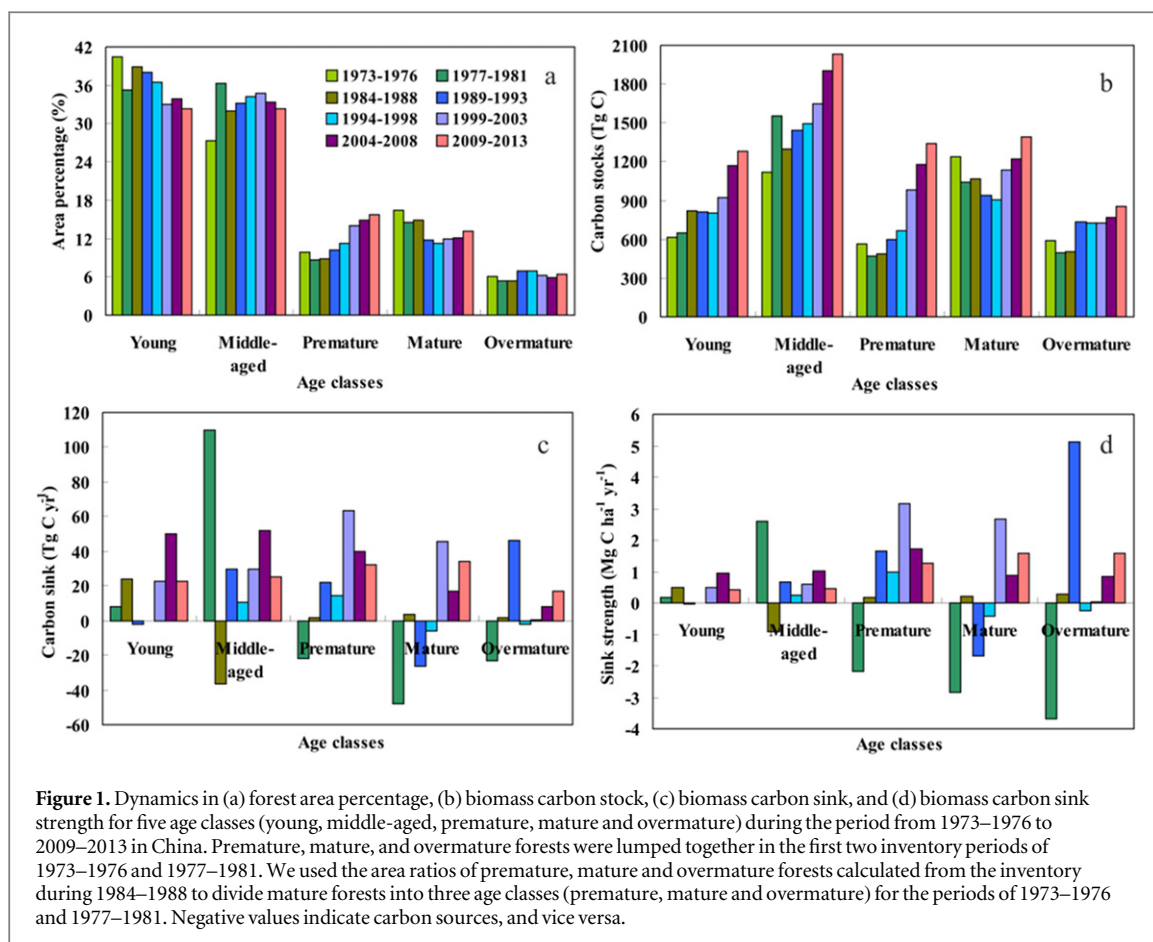 42
36
30
24
18
12
6
0
Area percentage (%)
a
1973-1976 1977-1981
1984-1988 1989-1993
1994-1998 1999-2003
2004-2008 2009-2013
Young Middle-aged Premature Mature Overmature
Age classes
2100
1800
1500
1200
900
600
300
0
Carbon stocks (Tg C)
b
Young Middle-aged Premature Mature Overmature
Age classes
120
100
80
60
40
20
0
-20
-40
-60
Carbon sink (Tg C yr⁻¹)
c
Young Middle-aged Premature Mature Overmature
Age classes
6
5
4
3
2
1
0
-1
-2
-3
-4
Sink strength (Mg C ha⁻¹ yr⁻¹)
d
Young Middle-aged Premature Mature Overmature
Age classes
Figure 1. Dynamics in (a) forest area percentage, (b) biomass carbon stock, (c) biomass carbon sink, and (d) biomass carbon sink
strength for five age classes (young, middle-aged, premature, mature and overmature) during the period from 1973–1976 to
2009–2013 in China. Premature, mature, and overmature forests were lumped together in the first two inventory periods of
1973–1976 and 1977–1981. We used the area ratios of premature, mature and overmature forests calculated from the inventory
during 1984–1988 to divide mature forests into three age classes (premature, mature and overmature) for the periods of 1973–1976
and 1977–1981. Negative values indicate carbon sources, and vice versa.